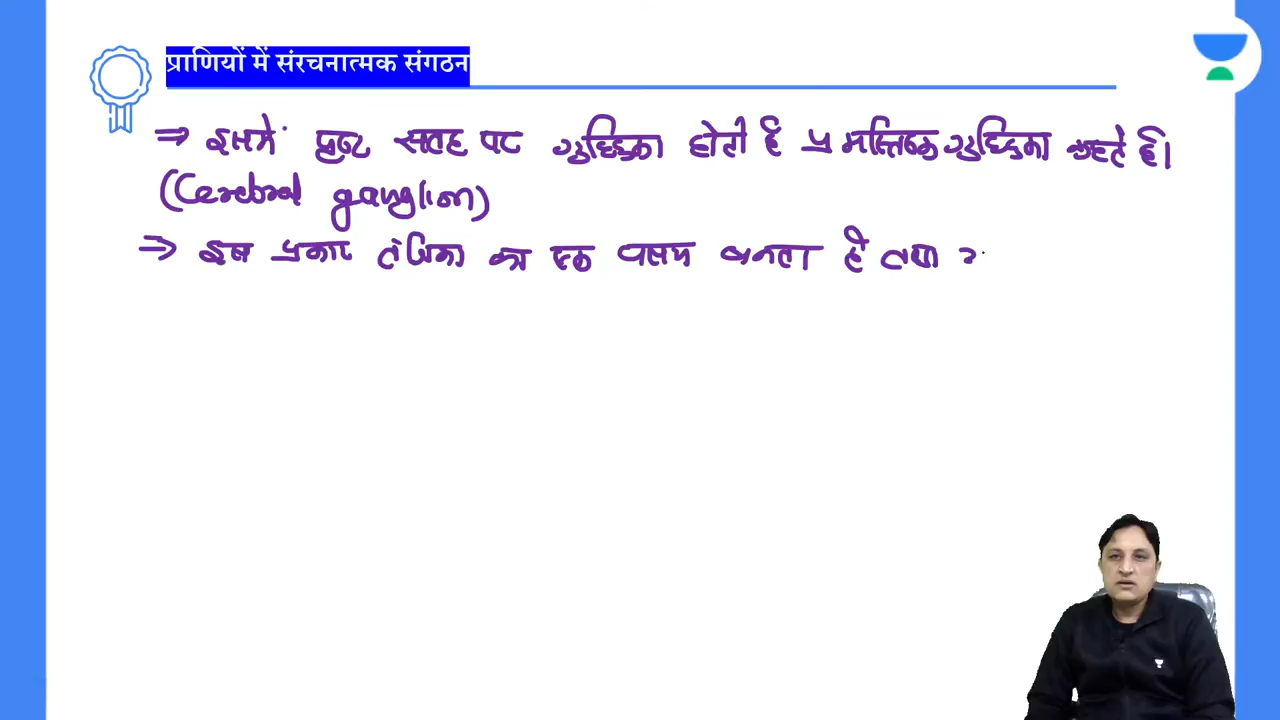 प्राणियों में संरचनात्मक संगठन
⇒ इसमें पृष्ठ सतह पर गुच्छिका होती है प्र मस्तिष्क गुच्छिका कहते है।
(Cerebral ganglion)
⇒ इस प्रकार तंत्रिका का एक वलय बनता है तथा